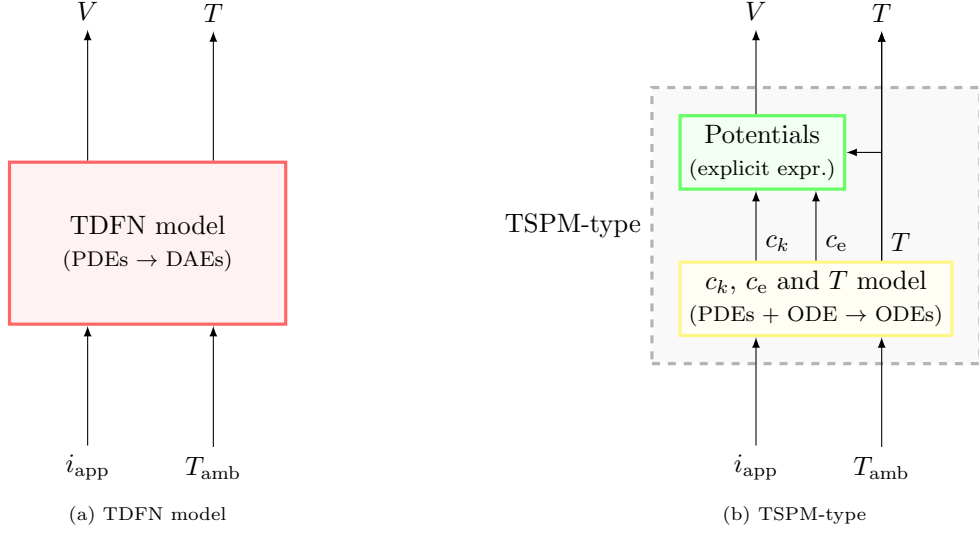 V
T
TDFN model
(PDEs → DAEs)
i_app
T_amb
(a) TDFN model
V
T
Potentials
(explicit expr.)
TSPM-type
c_k
c_e
T
c_k, c_e and T model
(PDEs + ODE → ODEs)
i_app
T_amb
(b) TSPM-type